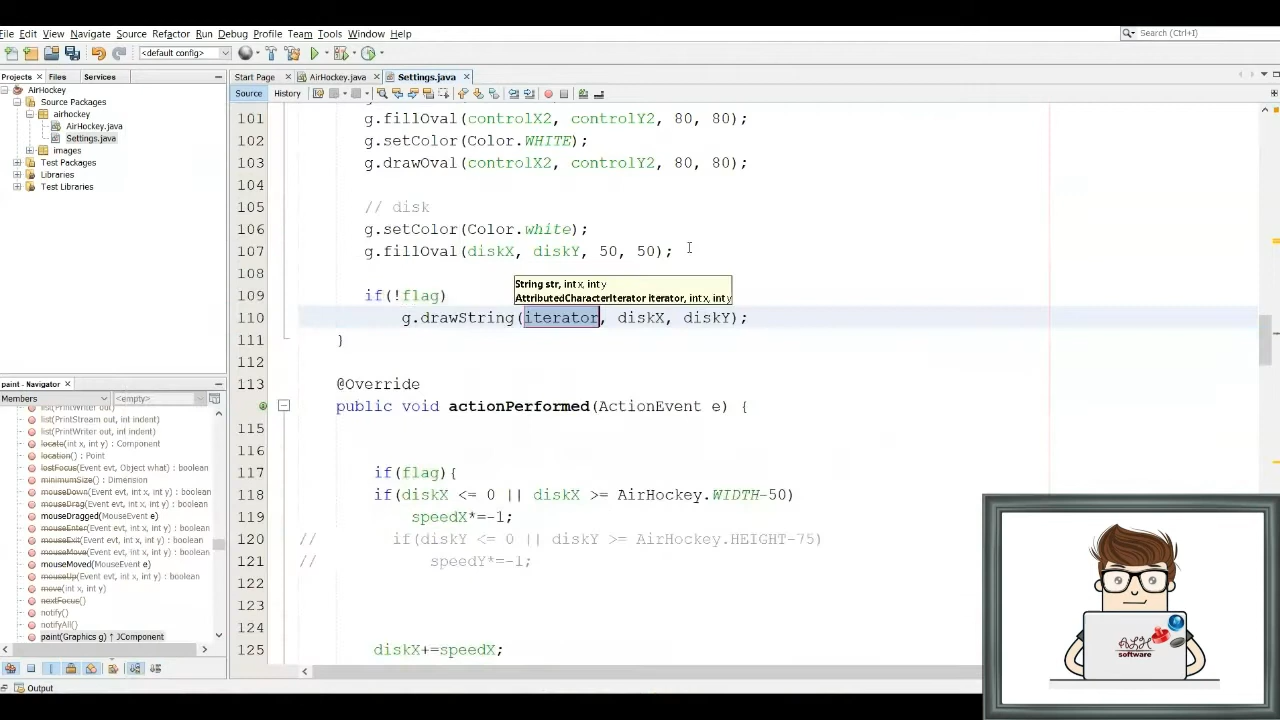 File Edit View Navigate Source Refactor Run Debug Profile Team Tools Window Help
Search (Ctrl+I)
<default config>
Projects Files Services
Start Page AirHockey.java Settings.java
AirHockey
Source Packages
airhockey
AirHockey.java
Settings.java
images
Test Packages
Libraries
Test Libraries
Source History
101 g.fillOval(controlX2, controlY2, 80, 80);
102 g.setColor(Color.WHITE);
103 g.drawOval(controlX2, controlY2, 80, 80);
104
105 // disk
106 g.setColor(Color.white);
107 g.fillOval(diskX, diskY, 50, 50);
108
String str, int x, int y
AttributedCharacterIterator iterator, int x, int y
109 if(!flag)
110 g.drawString(iterator, diskX, diskY);
111 }
112
113 @Override
public void actionPerformed(ActionEvent e) {
115
116
117 if(flag){
118 if(diskX <= 0 || diskX >= AirHockey.WIDTH-50)
119 speedX*=-1;
120 // if(diskY <= 0 || diskY >= AirHockey.HEIGHT-75)
121 // speedY*=-1;
122
123
124
125 diskX+=speedX;
paint - Navigator
Members <empty>
list(PrintWriter out)
list(PrintStream out, int indent)
list(PrintWriter out, int indent)
locate(int x, int y) : Component
location() : Point
lostFocus(Event evt, Object what) : boolean
minimumSize() : Dimension
mouseDown(Event evt, int x, int y) : boolean
mouseDrag(Event evt, int x, int y) : boolean
mouseDragged(MouseEvent e)
mouseEnter(Event evt, int x, int y) : boolean
mouseExit(Event evt, int x, int y) : boolean
mouseMove(Event evt, int x, int y) : boolean
mouseMoved(MouseEvent e)
mouseUp(Event evt, int x, int y) : boolean
move(int x, int y)
nextFocus()
notify()
notifyAll()
paint(Graphics g) ↑ JComponent
Output
software